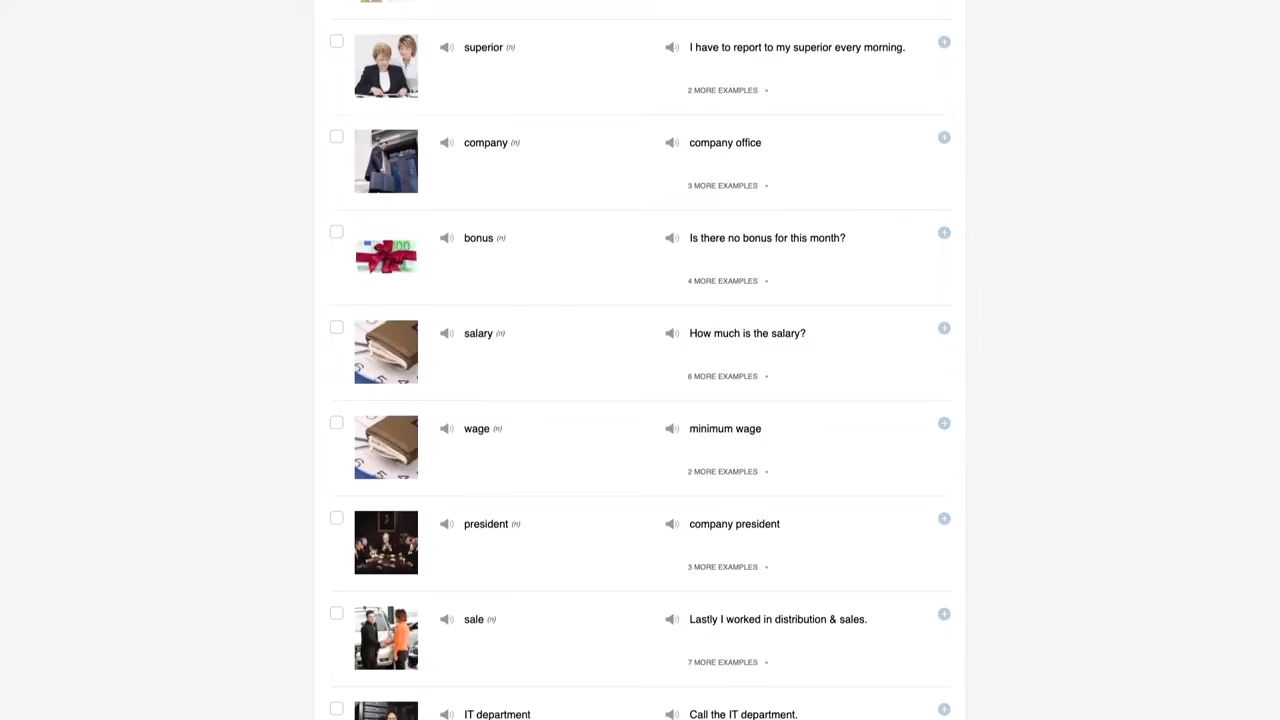 superior (n)
I have to report to my superior every morning.
2 MORE EXAMPLES
company (n)
company office
3 MORE EXAMPLES
bonus (n)
Is there no bonus for this month?
4 MORE EXAMPLES
salary (n)
How much is the salary?
6 MORE EXAMPLES
wage (n)
minimum wage
2 MORE EXAMPLES
president (n)
company president
3 MORE EXAMPLES
sale (n)
Lastly I worked in distribution & sales.
7 MORE EXAMPLES
IT department
Call the IT department.